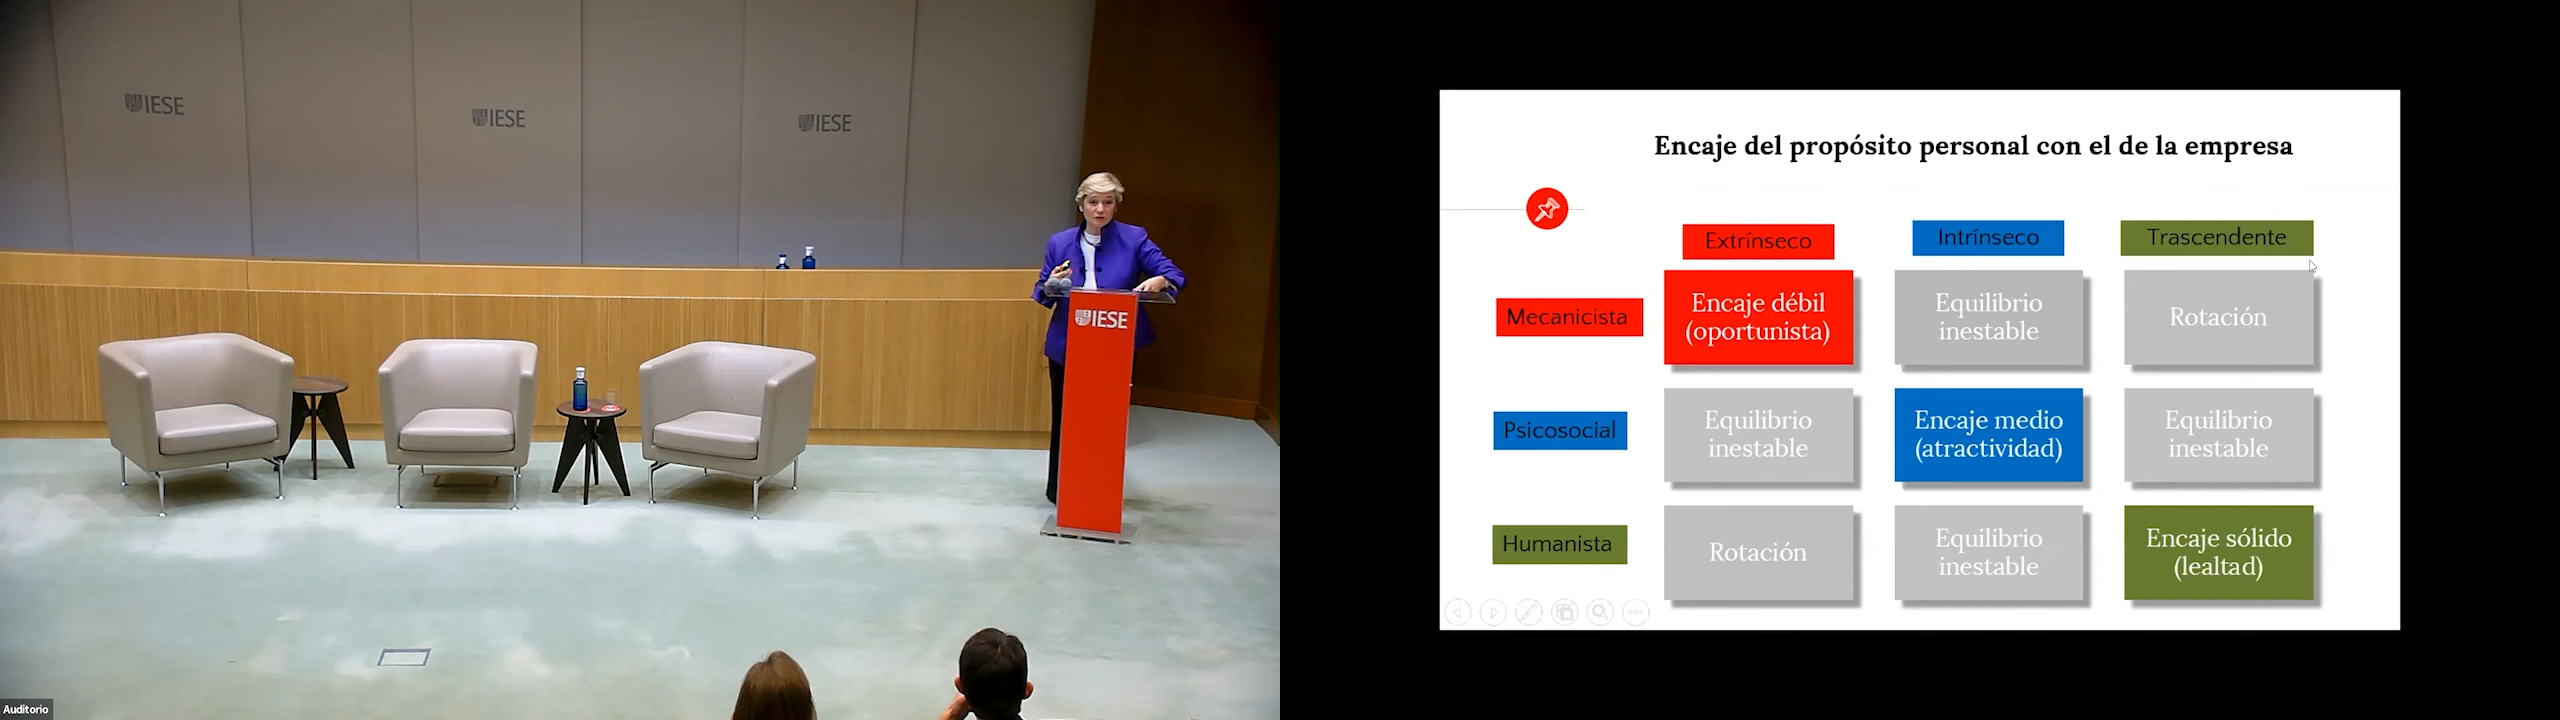 IESE
IESE
IESE
IESE
Auditorio
Encaje del propósito personal con el de la empresa
Extrínseco
Intrínseco
Trascendente
Mecanicista
Encaje débil
(oportunista)
Equilibrio
inestable
Rotación
Psicosocial
Equilibrio
inestable
Encaje medio
(atractividad)
Equilibrio
inestable
Humanista
Rotación
Equilibrio
inestable
Encaje sólido
(lealtad)